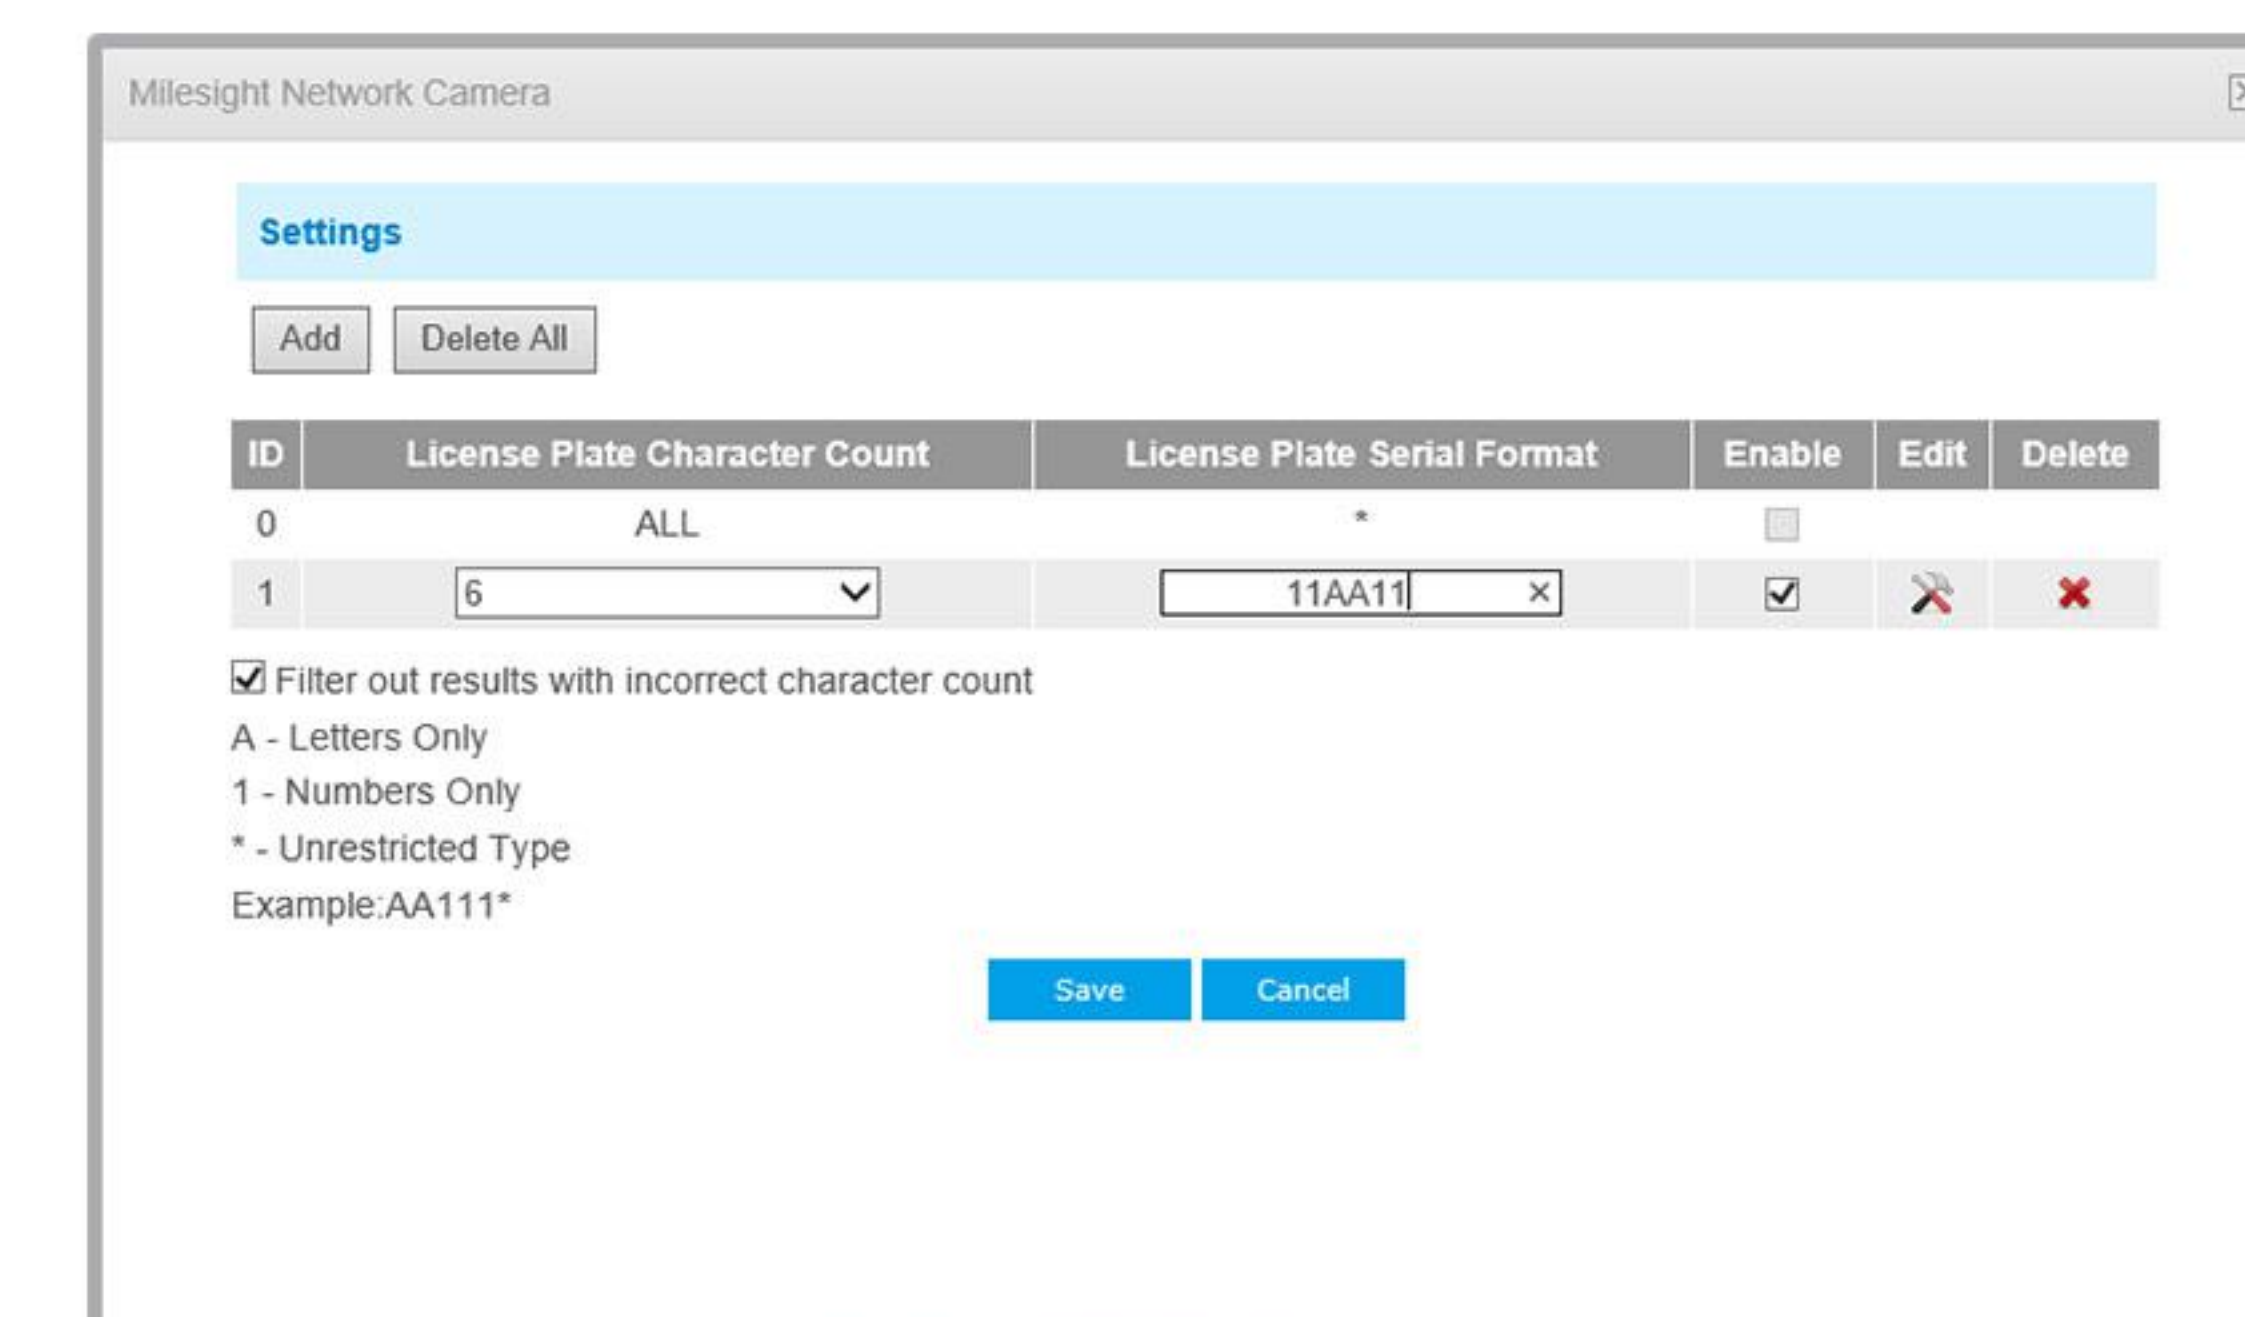 Milesight Network Camera
Settings
Add Delete All
ID License Plate Character Count License Plate Serial Format Enable Edit Delete
0 ALL *
1 6 11AA11
Filter out results with incorrect character count
A - Letters Only
1 - Numbers Only
* - Unrestricted Type
Example:AA111*
Save Cancel